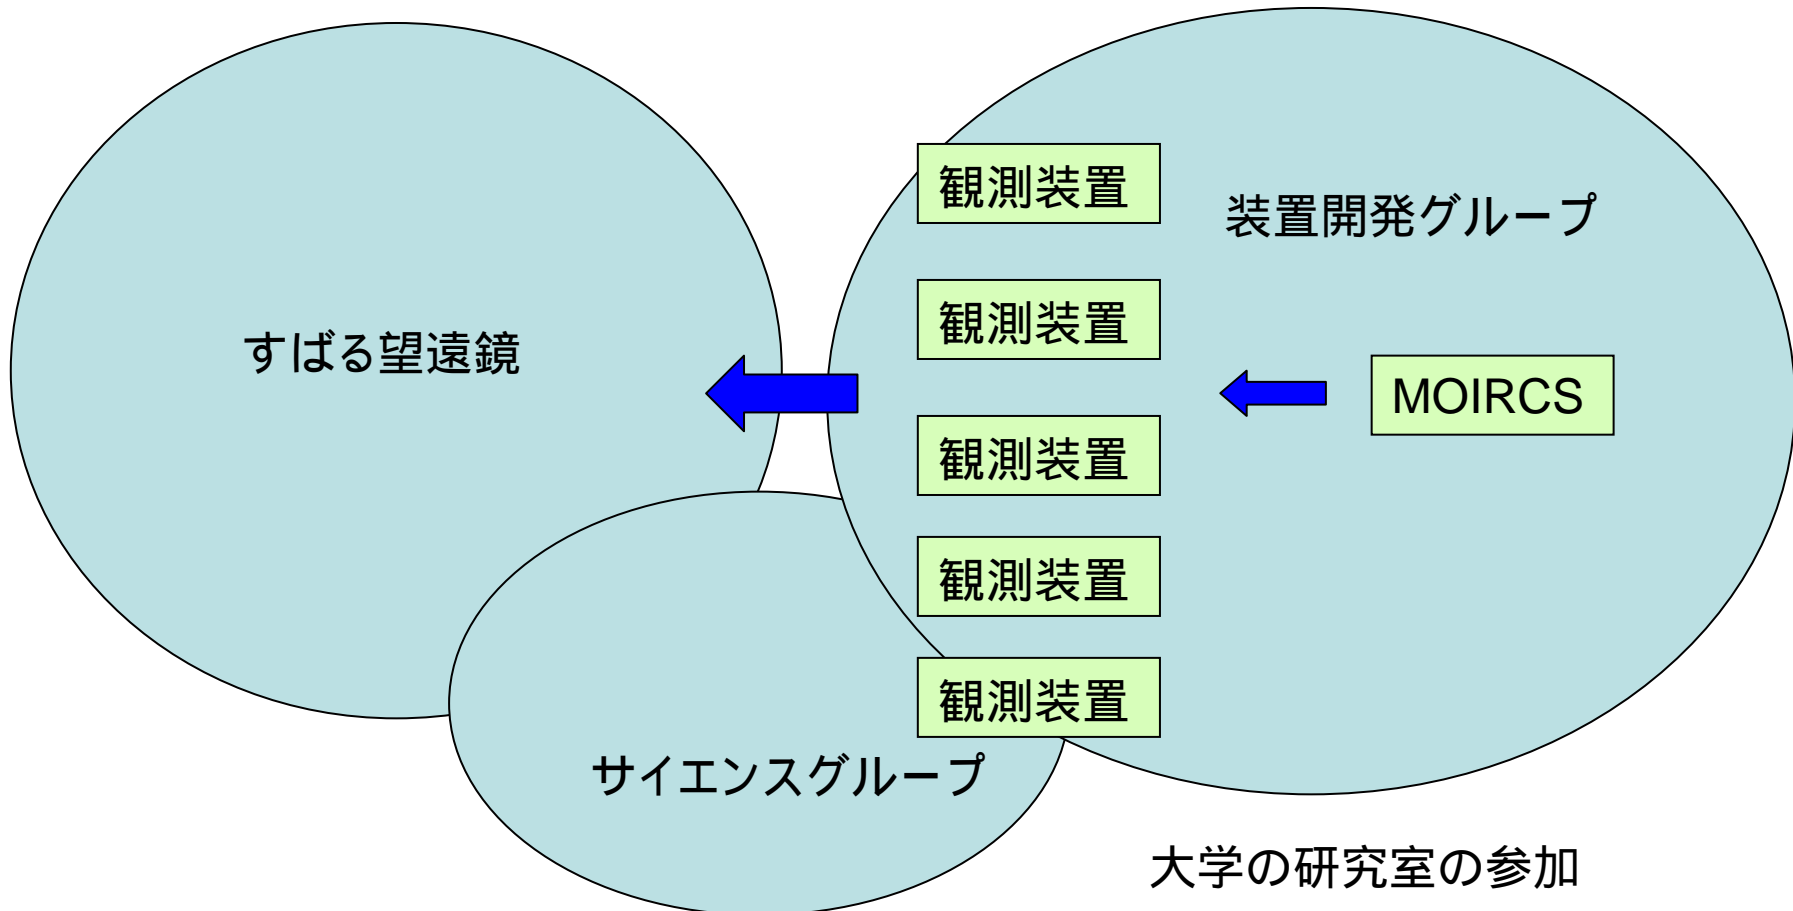 観測装置
装置開発グループ
観測装置
すばる望遠鏡
MOIRCS
観測装置
観測装置
観測装置
サイエンスグループ
大学の研究室の参加